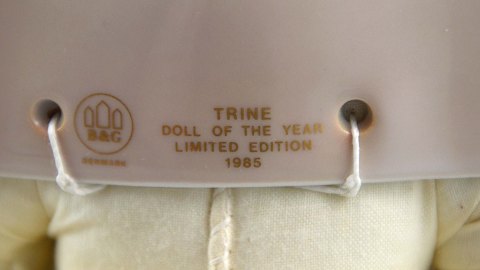 B&G
DENMARK
TRINE
DOLL OF THE YEAR
LIMITED EDITION
1985